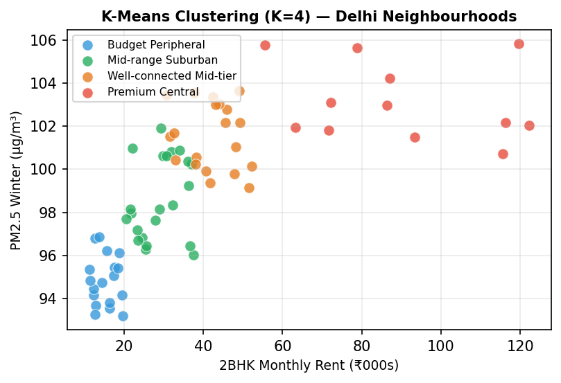 K-Means Clustering (K=4) — Delhi Neighbourhoods
106
104
102
100
98
96
94
PM2.5 Winter (μg/m³)
Budget Peripheral
Mid-range Suburban
Well-connected Mid-tier
Premium Central
20 40 60 80 100 120
2BHK Monthly Rent (₹000s)